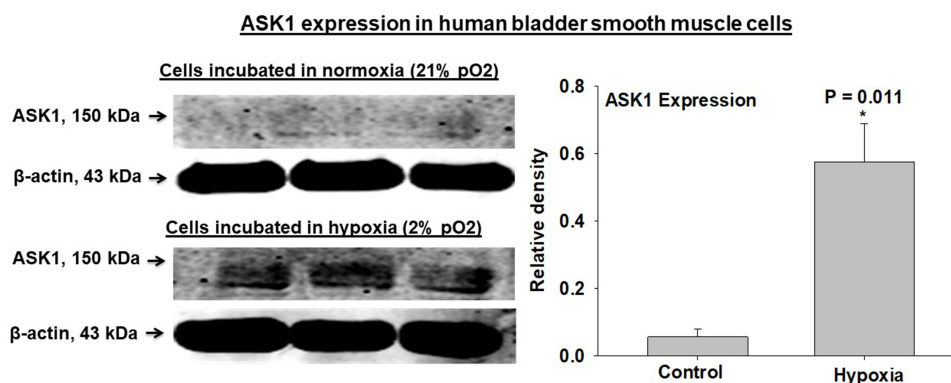 ASK1 expression in human bladder smooth muscle cells
Cells incubated in normoxia (21% pO2)
ASK1, 150 kDa
β-actin, 43 kDa
Cells incubated in hypoxia (2% pO2)
ASK1, 150 kDa
β-actin, 43 kDa
ASK1 Expression
P = 0.011
*
Relative density
0.8
0.6
0.4
0.2
0.0
Control
Hypoxia